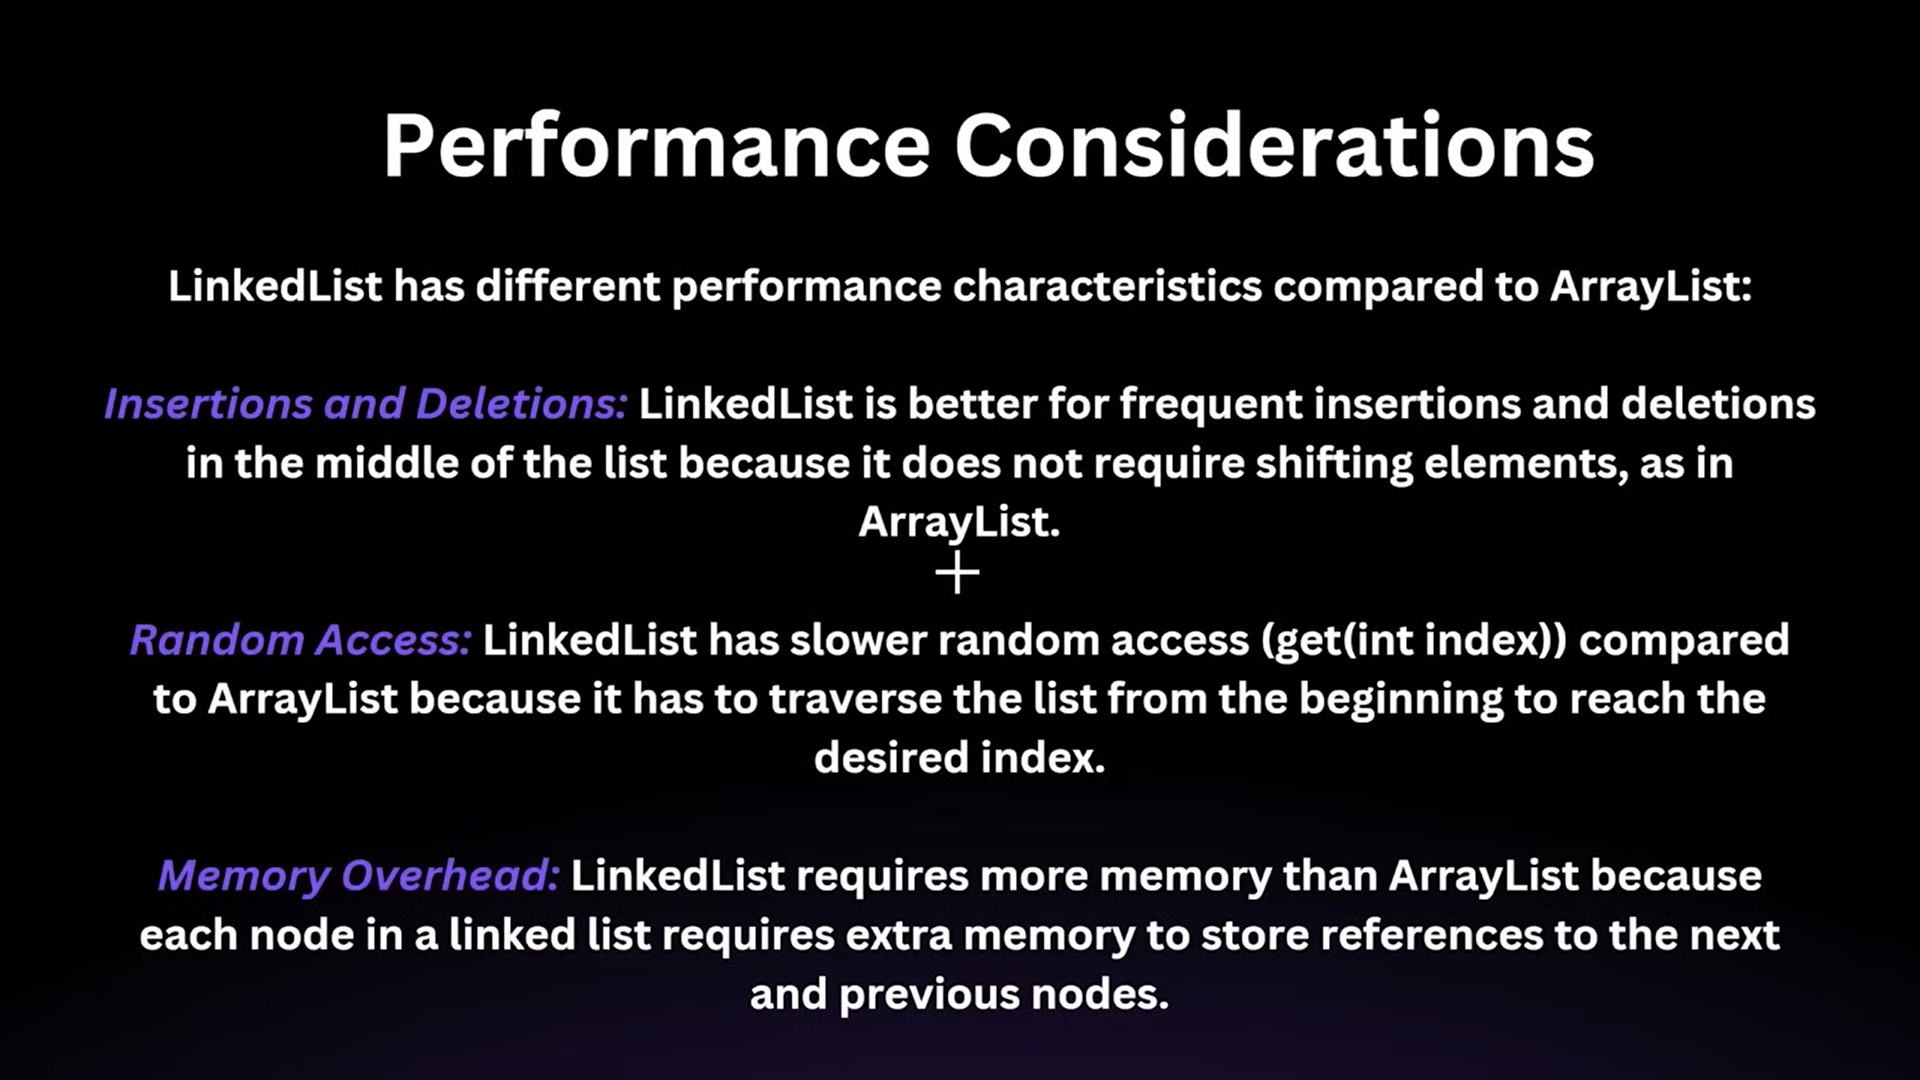 Performance Considerations
LinkedList has different performance characteristics compared to ArrayList:
Insertions and Deletions: LinkedList is better for frequent insertions and deletions
in the middle of the list because it does not require shifting elements, as in
ArrayList.
Random Access: LinkedList has slower random access (get(int index)) compared
to ArrayList because it has to traverse the list from the beginning to reach the
desired index.
Memory Overhead: LinkedList requires more memory than ArrayList because
each node in a linked list requires extra memory to store references to the next
and previous nodes.